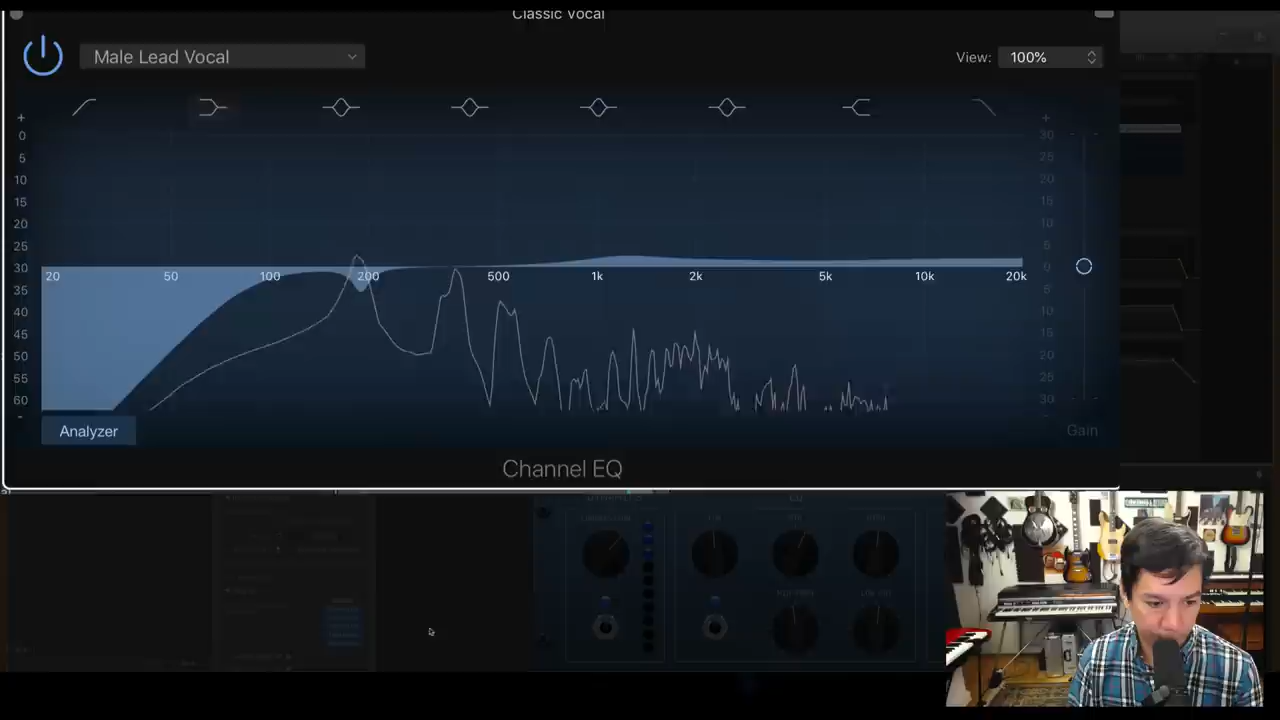 Classic Vocal
Male Lead Vocal
View: 100%
+ +
0 30
5 25
10 20
15 15
20 10
25 5
30 0
35 5
40 10
45 15
50 20
55 25
60 30
- -
20 50 100 200 500 1k 2k 5k 10k 20k
Analyzer
Gain
Channel EQ
EQ